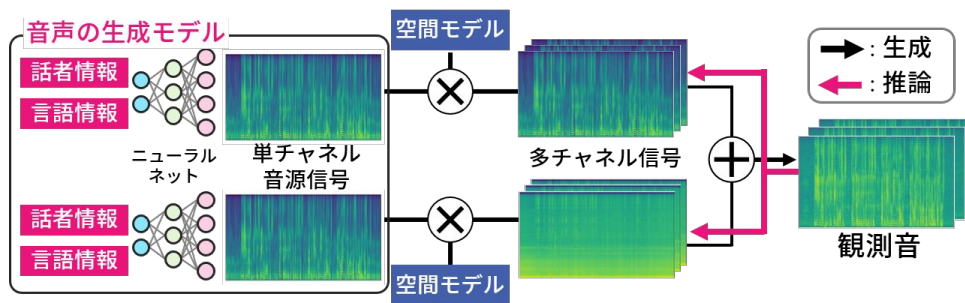 音声の生成モデル
話者情報
言語情報
ニューラル
ネット
単チャネル
音源信号
話者情報
言語情報
空間モデル
×
×
空間モデル
多チャネル信号
+
: 生成
: 推論
観測音